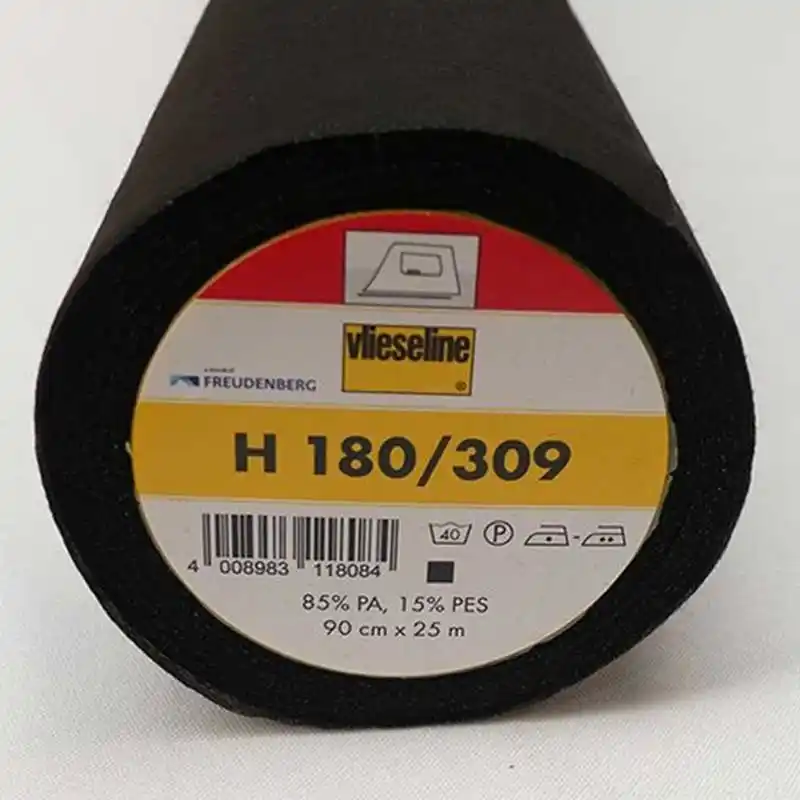 vlieseline
®
FREUDENBERG
H 180/309
4 008983 118084
40 P
85% PA, 15% PES
90 cm x 25 m